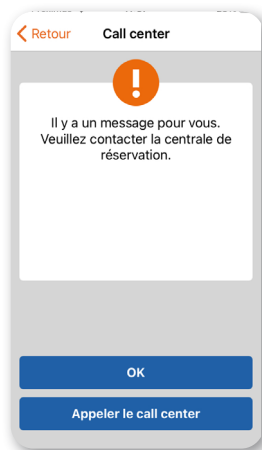 Retour Call center
Il y a un message pour vous.
Veuillez contacter la centrale de
réservation.
OK
Appeler le call center